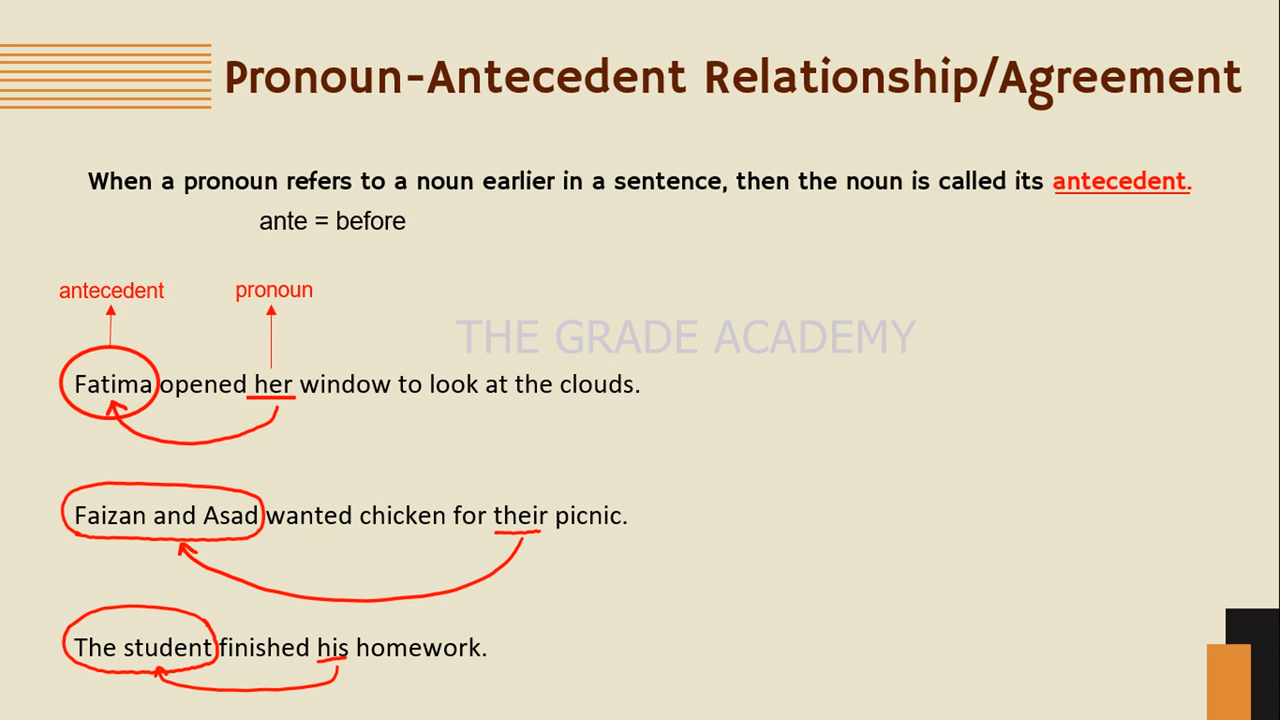 Pronoun-Antecedent Relationship/Agreement
When a pronoun refers to a noun earlier in a sentence, then the noun is called its antecedent.
ante = before
antecedent pronoun
THE GRADE ACADEMY
Fatima opened her window to look at the clouds.
Faizan and Asad wanted chicken for their picnic.
The student finished his homework.